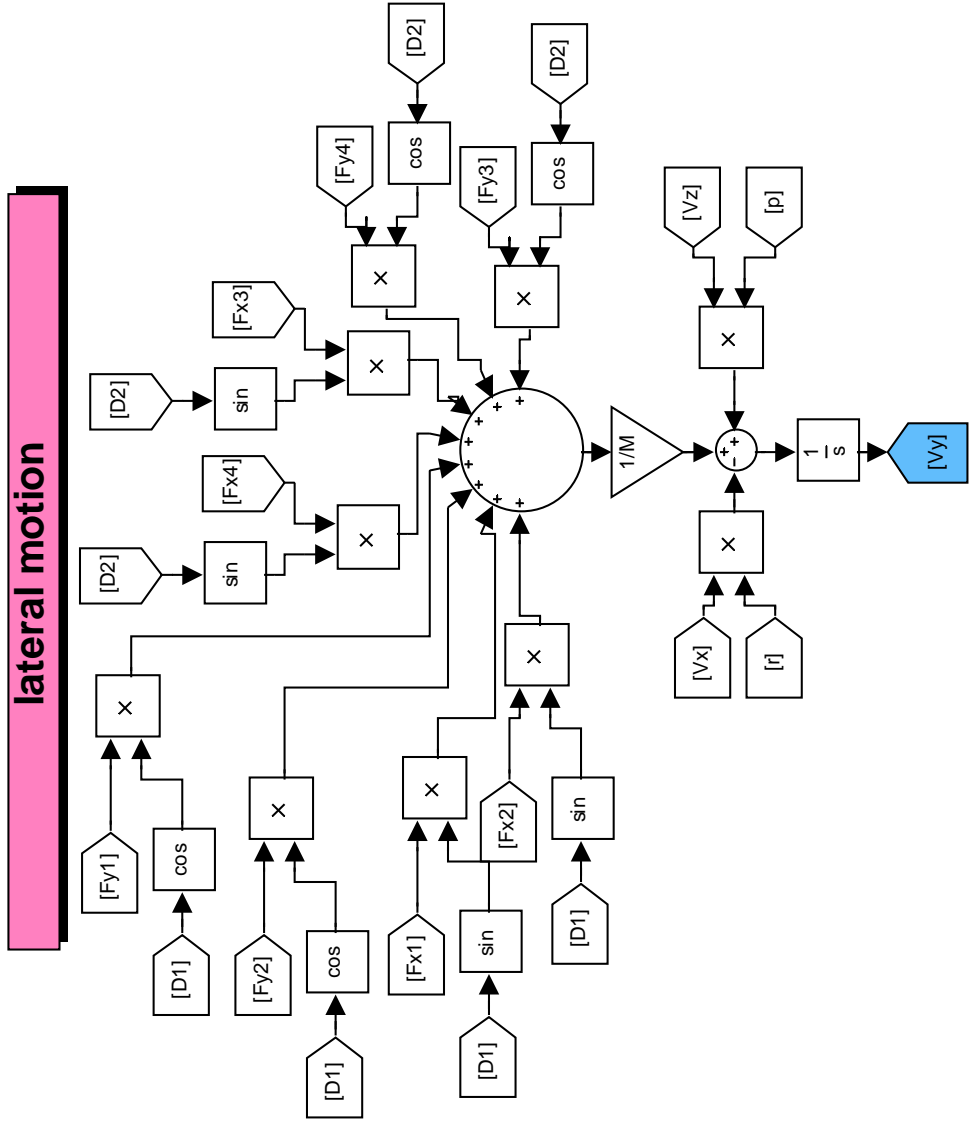 lateral motion
[D2]
[D2]
[Fy4]
cos
[Fy3]
cos
[Vz]
[p]
[Fx3]
×
×
×
[D2]
sin
×
+
+
+
+
+
+
+
+
1/M
+
+
−
1
s
[Vy]
[Fx4]
[D2]
sin
×
×
[Vx]
[r]
×
×
×
×
[Fy1]
cos
[Fx2]
sin
[D1]
[Fy2]
cos
[Fx1]
sin
[D1]
[D1]
[D1]